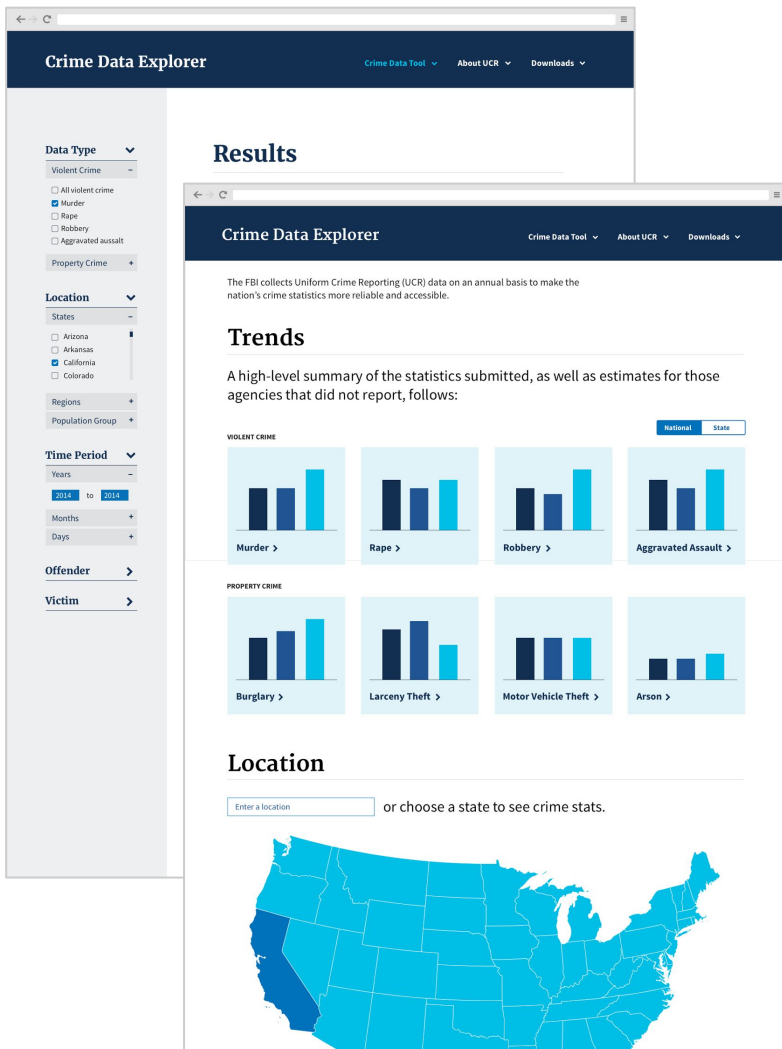 Crime Data Explorer
Crime Data Tool About UCR Downloads
Data Type
Violent Crime −
All violent crime
Murder
Rape
Robbery
Aggravated aussalt
Property Crime +
Location
States −
Arizona
Arkansas
California
Colorado
Regions +
Population Group +
Time Period
Years −
2014 to 2014
Months +
Days +
Offender
Victim
Results
Crime Data Explorer
Crime Data Tool About UCR Downloads
The FBI collects Uniform Crime Reporting (UCR) data on an annual basis to make the
nation's crime statistics more reliable and accessible.
Trends
A high-level summary of the statistics submitted, as well as estimates for those
agencies that did not report, follows:
National State
VIOLENT CRIME
Murder > Rape > Robbery > Aggravated Assault >
PROPERTY CRIME
Burglary > Larceny Theft > Motor Vehicle Theft > Arson >
Location
Enter a location or choose a state to see crime stats.